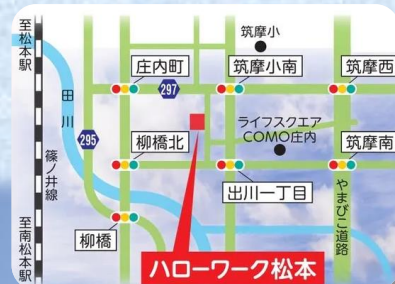 至松本駅
田川
庄内町
297
筑摩小
筑摩小南
筑摩西
295
篠ノ井線
柳橋北
ライフスクエア
COMO庄内
筑摩南
出川一丁目
柳橋
やまびこ道路
至南松本駅
ハローワーク松本